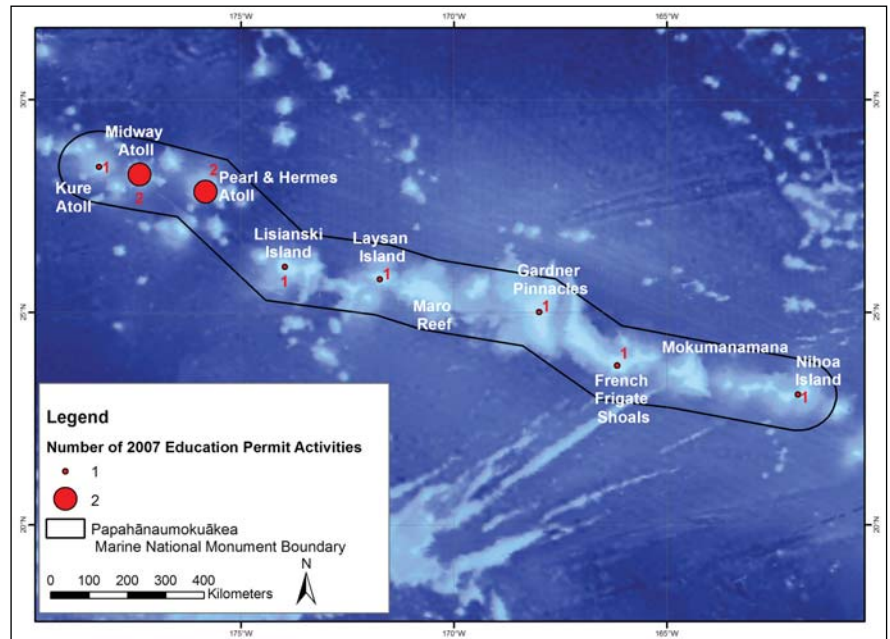 175°W
170°W
165°W
30°N
30°N
Midway
Atoll
1
2
2
Kure
Atoll
Pearl & Hermes
Atoll
Lisianski
Island
1
Laysan
Island
1
Maro
Reef
Gardner
Pinnacles
1
25°N
25°N
1
Mokumanamana
French
Frigate
Shoals
Nihoa
Island
1
Legend
Number of 2007 Education Permit Activities
1
2
Papahānaumokuākea
Marine National Monument Boundary
0 100 200 300 400
Kilometers
N
20°N
20°N
175°W
170°W
165°W